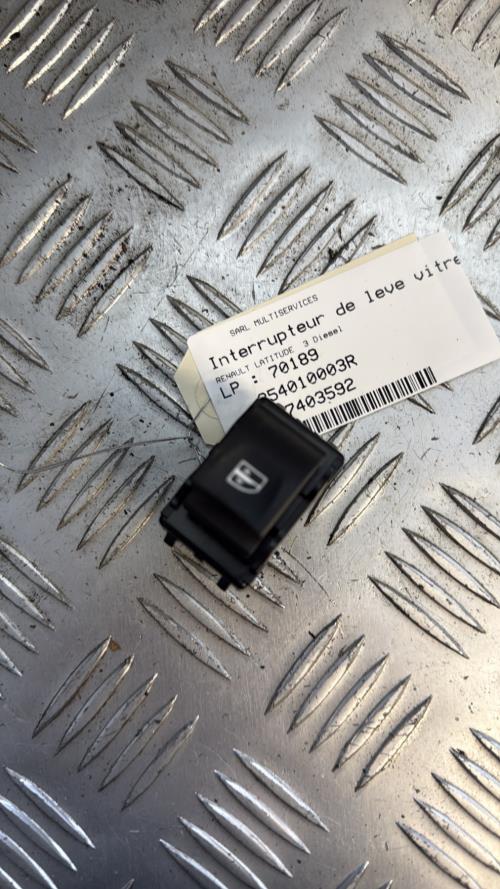 SARL MULTISERVICES
Interrupteur de leve vitre
RENAULT LATITUDE 3 Diesel
LP : 70189
254010003R
7403592